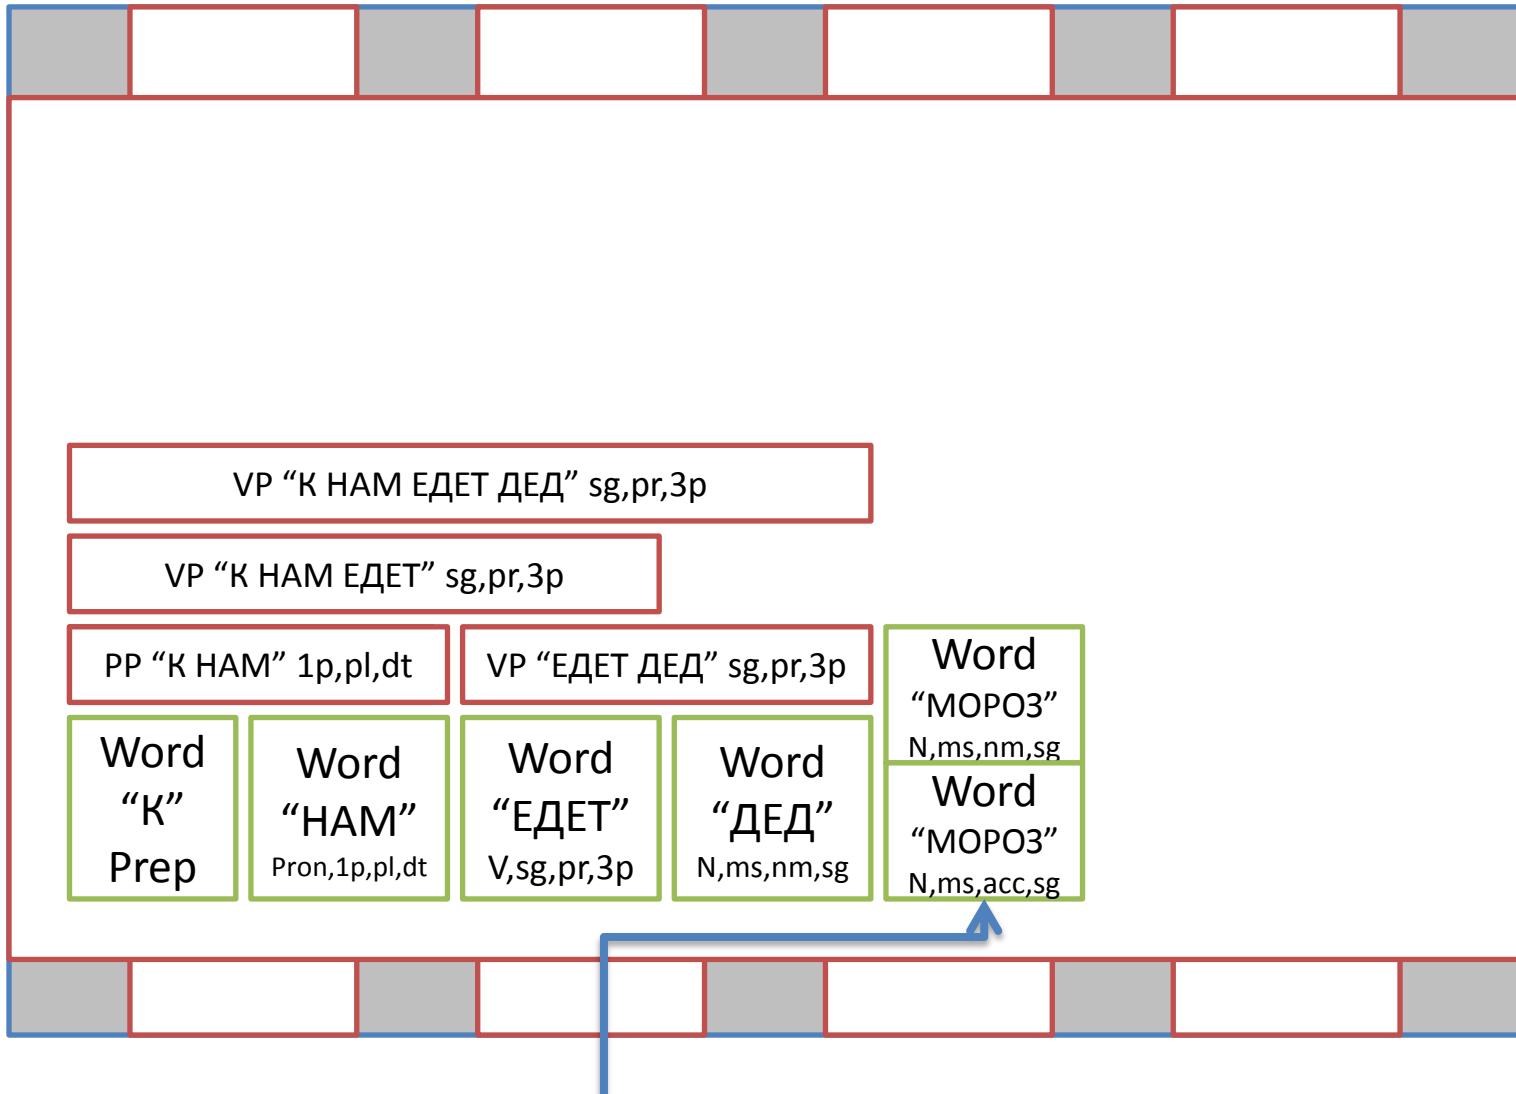 VP “К НАМ ЕДЕТ ДЕД” sg,pr,3p
VP “К НАМ ЕДЕТ” sg,pr,3p
PP “К НАМ” 1p,pl,dt
VP “ЕДЕТ ДЕД” sg,pr,3p
Word
“МОРОЗ”
N,ms,nm,sg
Word
“К”
Prep
Word
“НАМ”
Pron,1p,pl,dt
Word
“ЕДЕТ”
V,sg,pr,3p
Word
“ДЕД”
N,ms,nm,sg
Word
“МОРОЗ”
N,ms,acc,sg